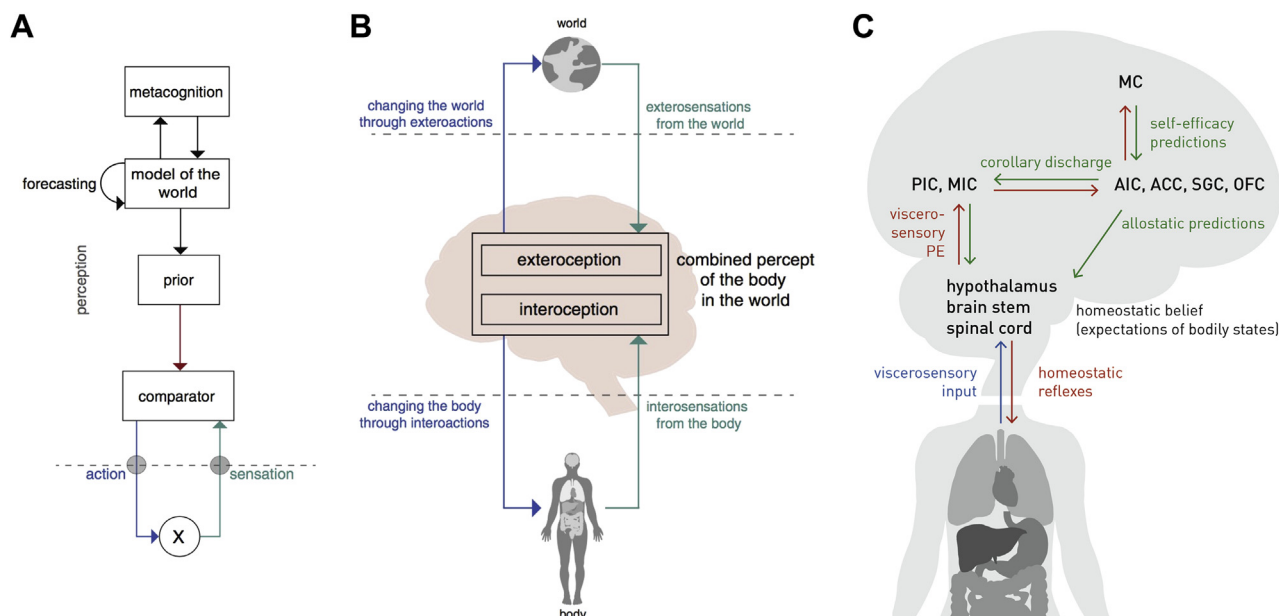 A
metacognition
forecasting
model of the
world
perception
prior
comparator
action
sensation
X
B
world
changing the world
through exteroactions
exterosensations
from the world
exteroception
interoception
combined percept
of the body
in the world
changing the body
through interoactions
interosensations
from the body
body
C
MC
self-efficacy
predictions
corollary discharge
PIC, MIC
AIC, ACC, SGC, OFC
viscero-
sensory
PE
allostatic predictions
hypothalamus
brain stem
spinal cord
homeostatic belief
(expectations of bodily states)
viscerosensory
input
homeostatic
reflexes